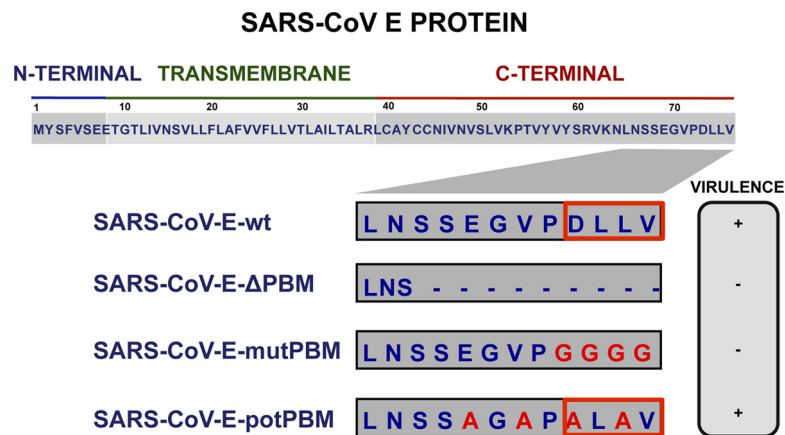 SARS-CoV E PROTEIN
N-TERMINAL TRANSMEMBRANE C-TERMINAL
1 10 20 30 40 50 60 70
MYSFVSEETGTLIVNSVLLFLAFVVFLLVTLAILTALRLCAYCCNIVNVSLVKPTVYVYSRVKNLNSSEGVPDLLV
VIRULENCE
SARS-CoV-E-wt L N S S E G V P D L L V +
SARS-CoV-E-ΔPBM LNS - - - - - - - - - -
SARS-CoV-E-mutPBM L N S S E G V P G G G G -
SARS-CoV-E-potPBM L N S S A G A P A L A V +